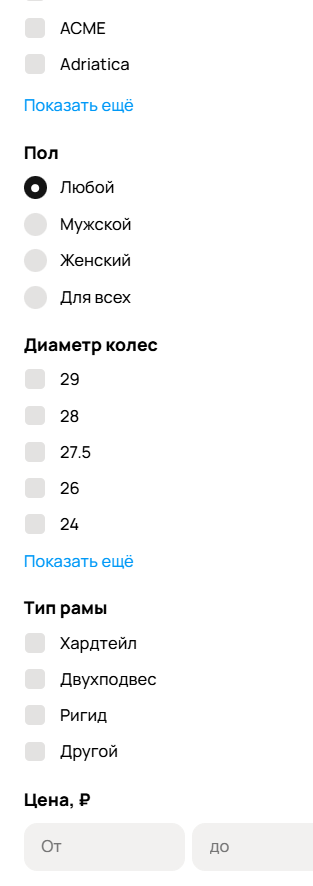 ACME
Adriatica
Показать ещё
Пол
Любой
Мужской
Женский
Для всех
Диаметр колес
29
28
27.5
26
24
Показать ещё
Тип рамы
Хардтейл
Двухподвес
Ригид
Другой
Цена, ₽
От до